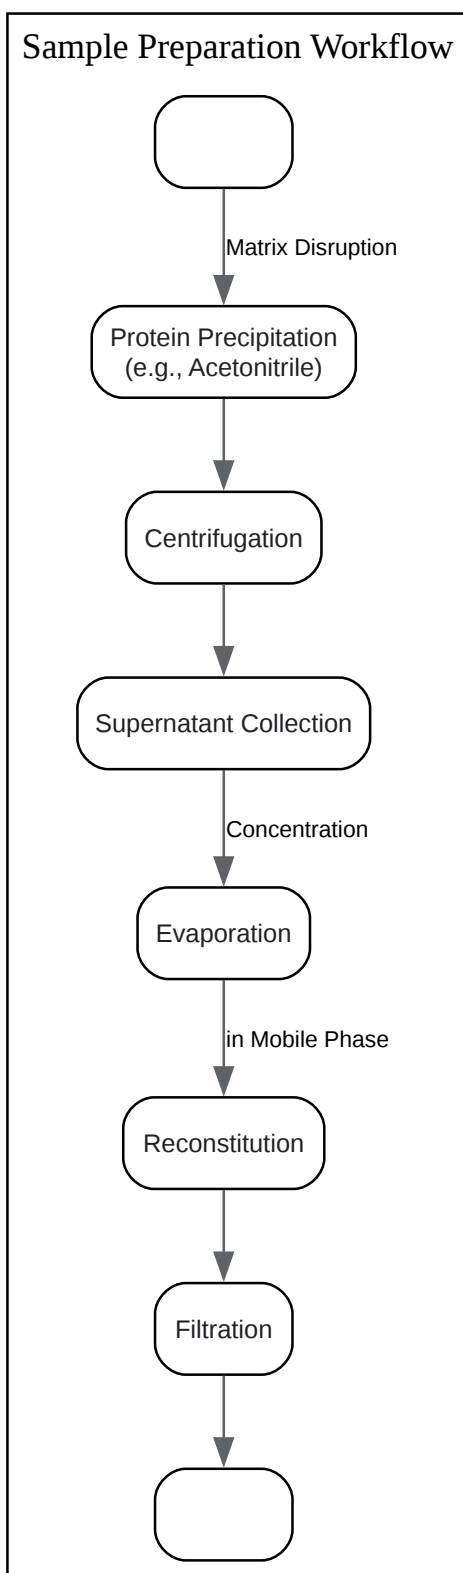 Sample Preparation Workflow
Matrix Disruption
Protein Precipitation
(e.g., Acetonitrile)
Centrifugation
Supernatant Collection
Concentration
Evaporation
in Mobile Phase
Reconstitution
Filtration